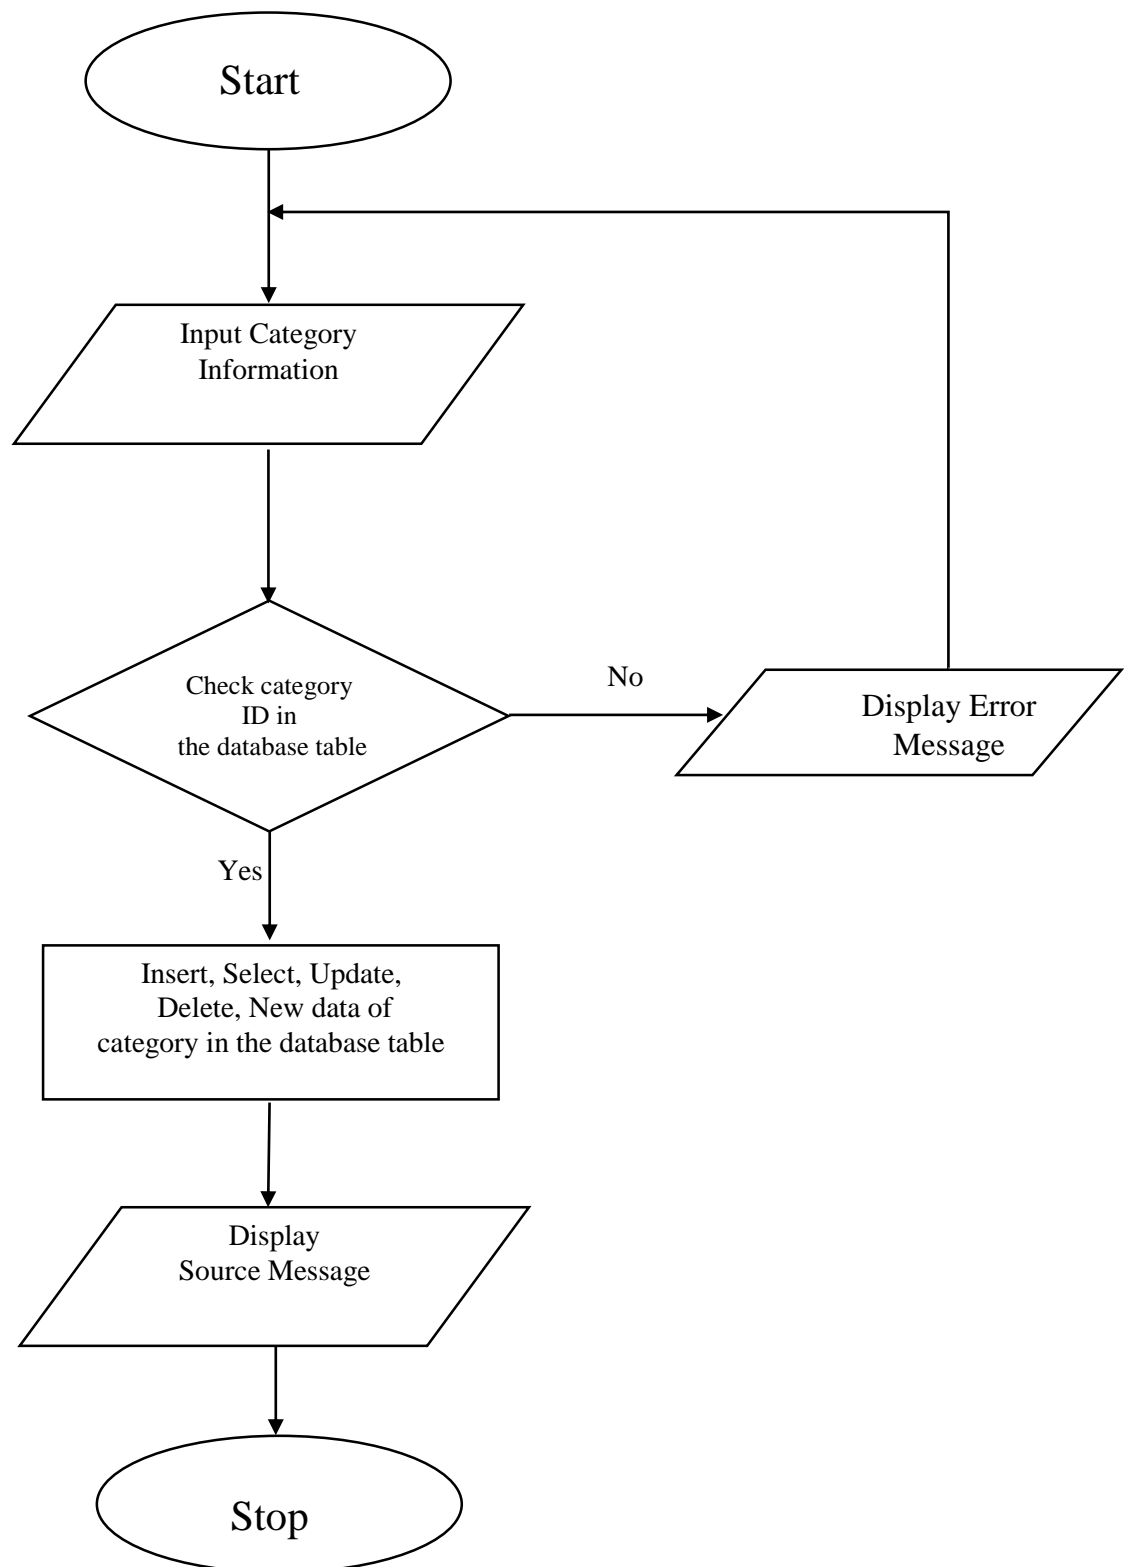 Start
Input Category
Information
Check category
ID in
the database table
No
Display Error
Message
Yes
Insert, Select, Update,
Delete, New data of
category in the database table
Display
Source Message
Stop